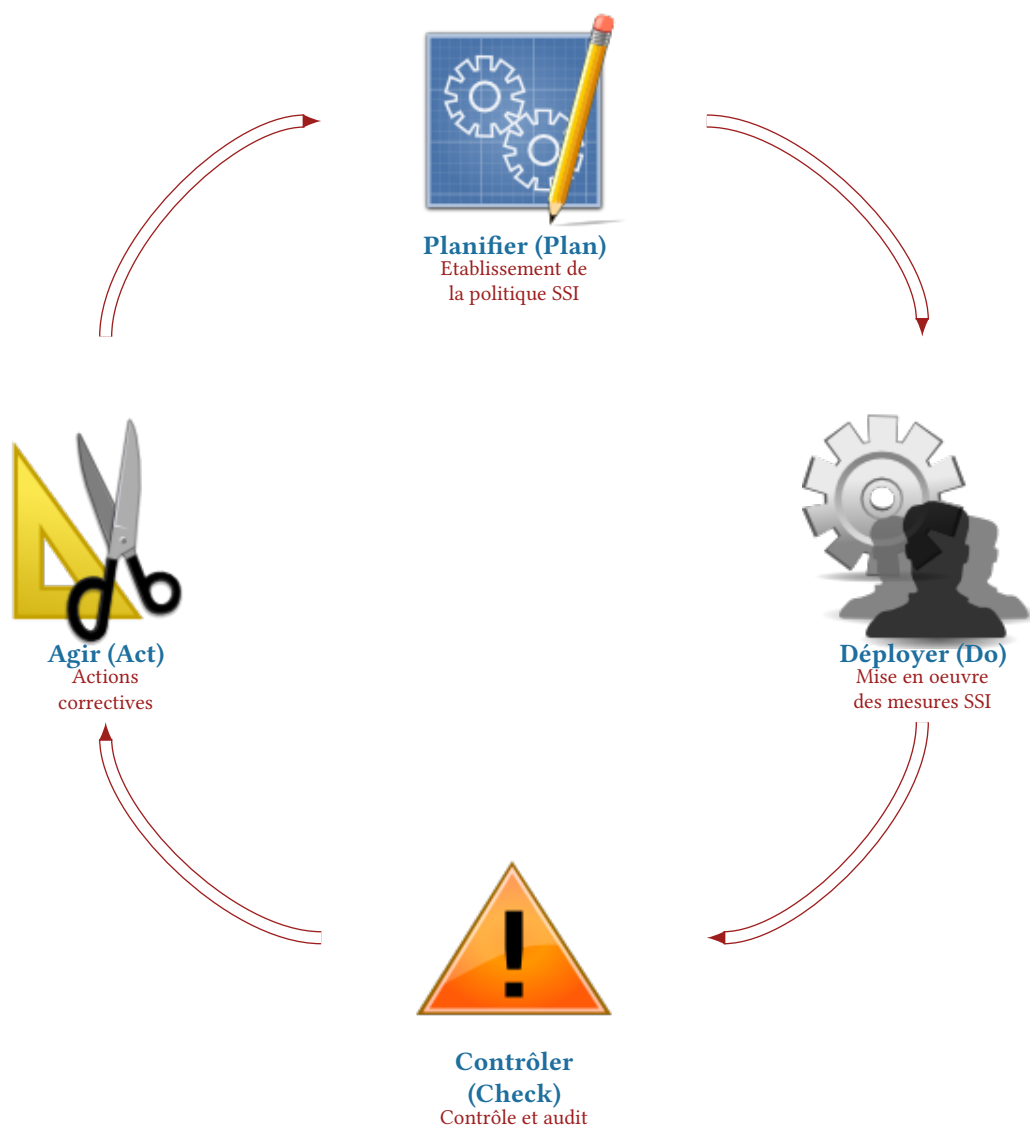 Planifier (Plan)
Etablissement de
la politique SSI
Agir (Act)
Actions
correctives
Déployer (Do)
Mise en oeuvre
des mesures SSI
Contrôler
(Check)
Contrôle et audit